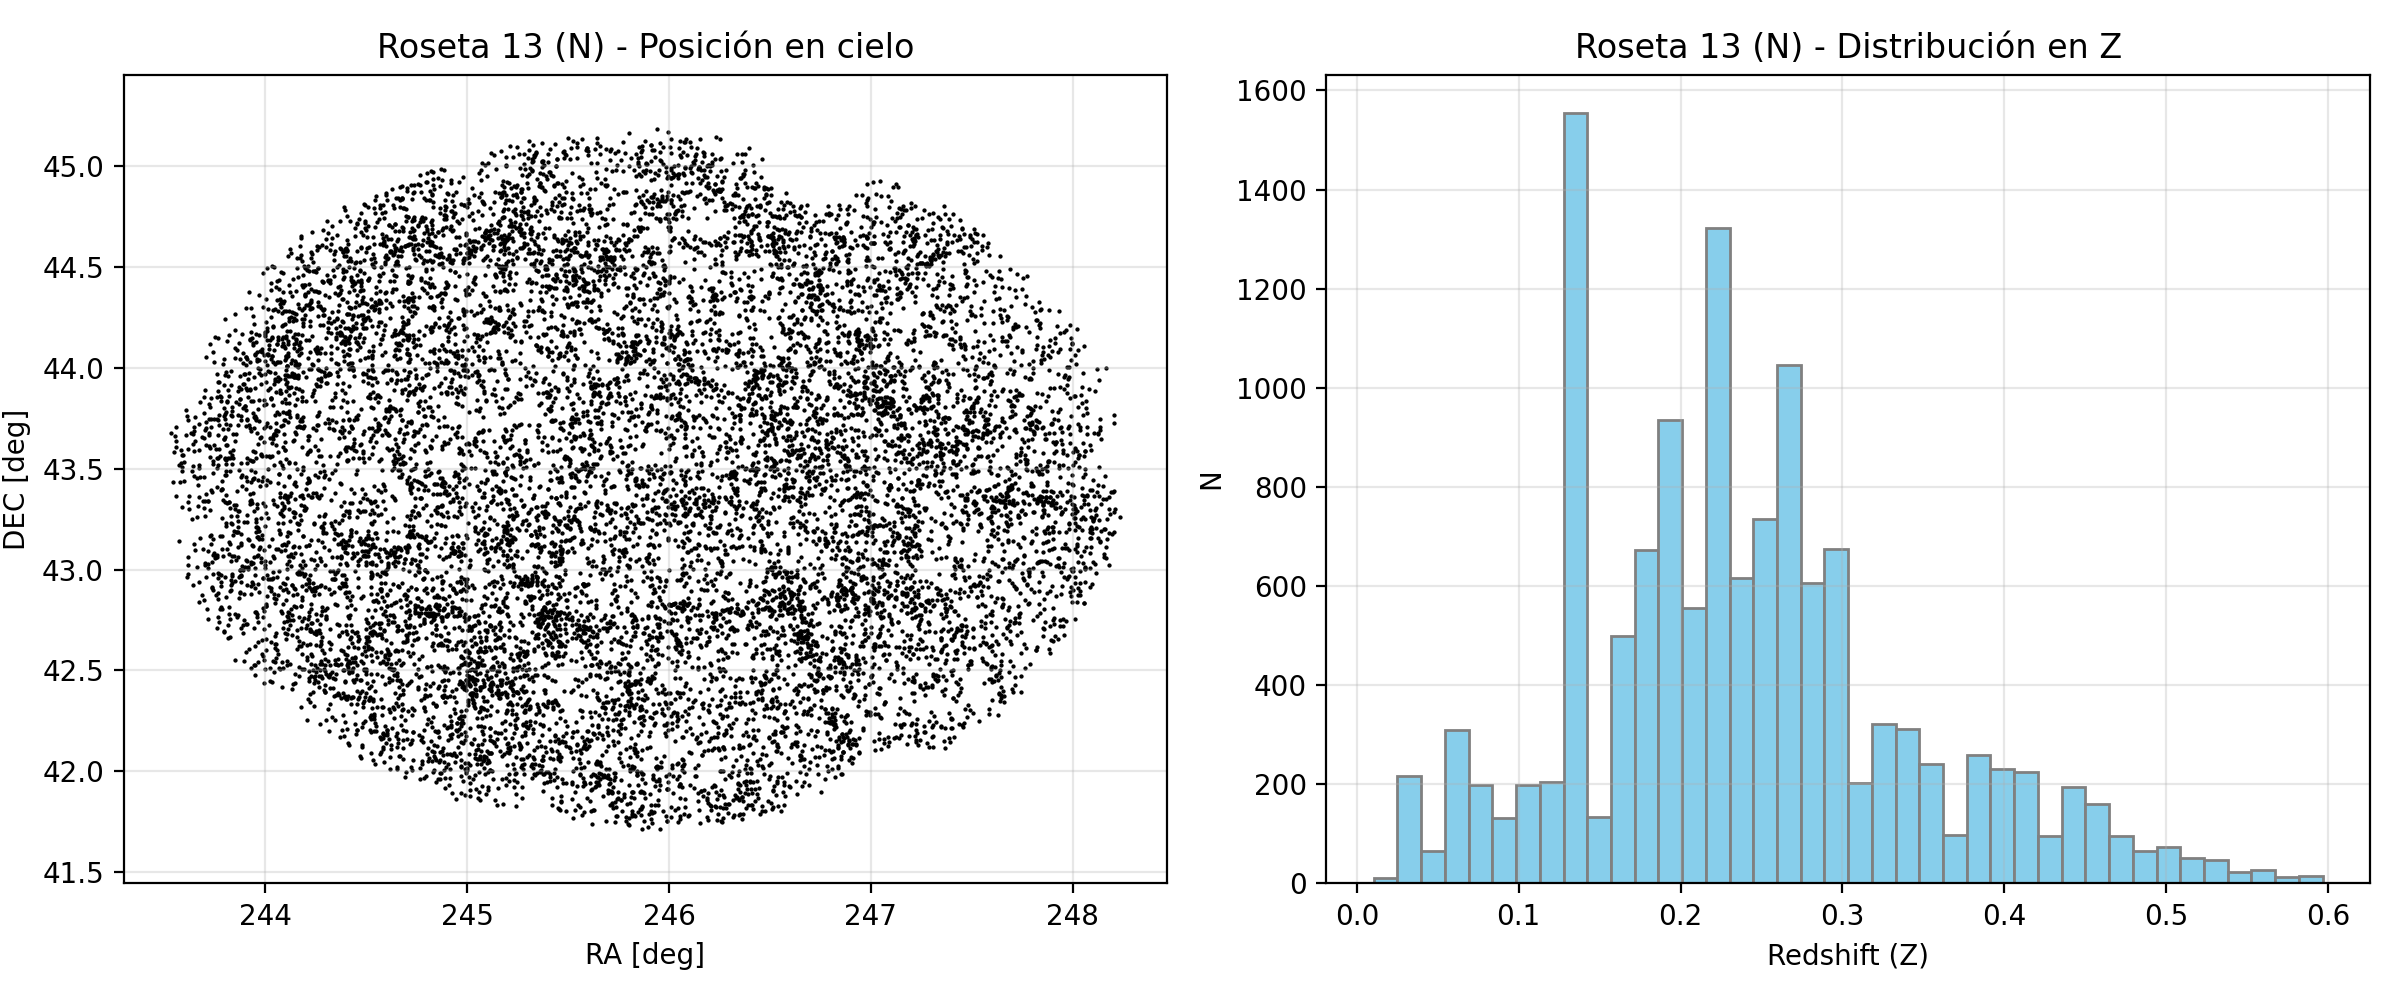 Roseta 13 (N) - Posición en cielo
45.0
44.5
44.0
43.5
43.0
42.5
42.0
41.5
DEC [deg]
244 245 246 247 248
RA [deg]
Roseta 13 (N) - Distribución en Z
1600
1400
1200
1000
800
600
400
200
0
N
0.0 0.1 0.2 0.3 0.4 0.5 0.6
Redshift (Z)